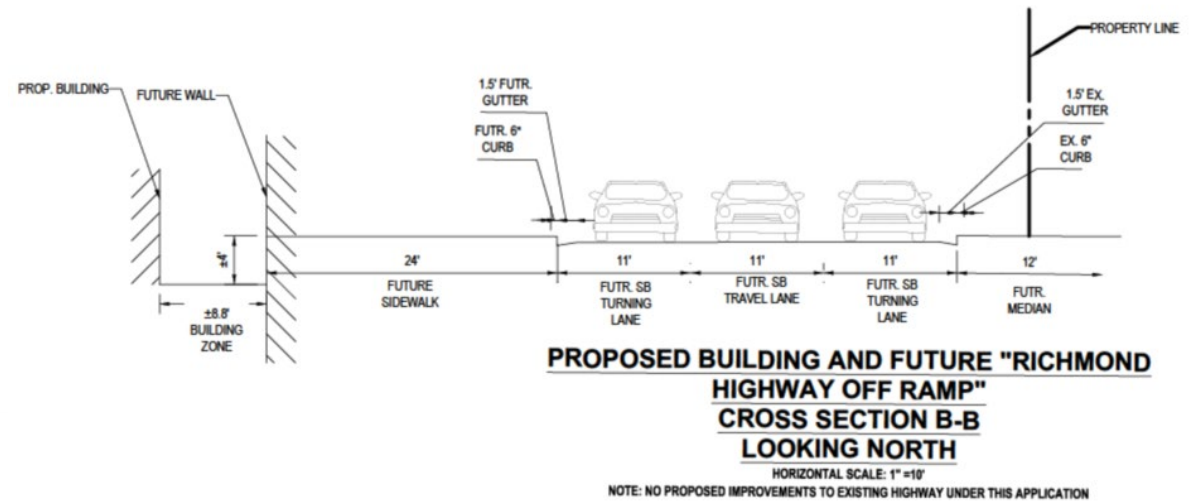 PROPERTY LINE
PROP. BUILDING
FUTURE WALL
1.5' FUTR.
GUTTER
FUTR. 6"
CURB
1.5' EX.
GUTTER
EX. 6"
CURB
±4'
±8.8'
BUILDING
ZONE
24'
FUTURE
SIDEWALK
11'
FUTR. SB
TURNING
LANE
11'
FUTR. SB
TRAVEL LANE
11'
FUTR. SB
TURNING
LANE
12'
FUTR.
MEDIAN
PROPOSED BUILDING AND FUTURE "RICHMOND
HIGHWAY OFF RAMP"
CROSS SECTION B-B
LOOKING NORTH
HORIZONTAL SCALE: 1" =10'
NOTE: NO PROPOSED IMPROVEMENTS TO EXISTING HIGHWAY UNDER THIS APPLICATION